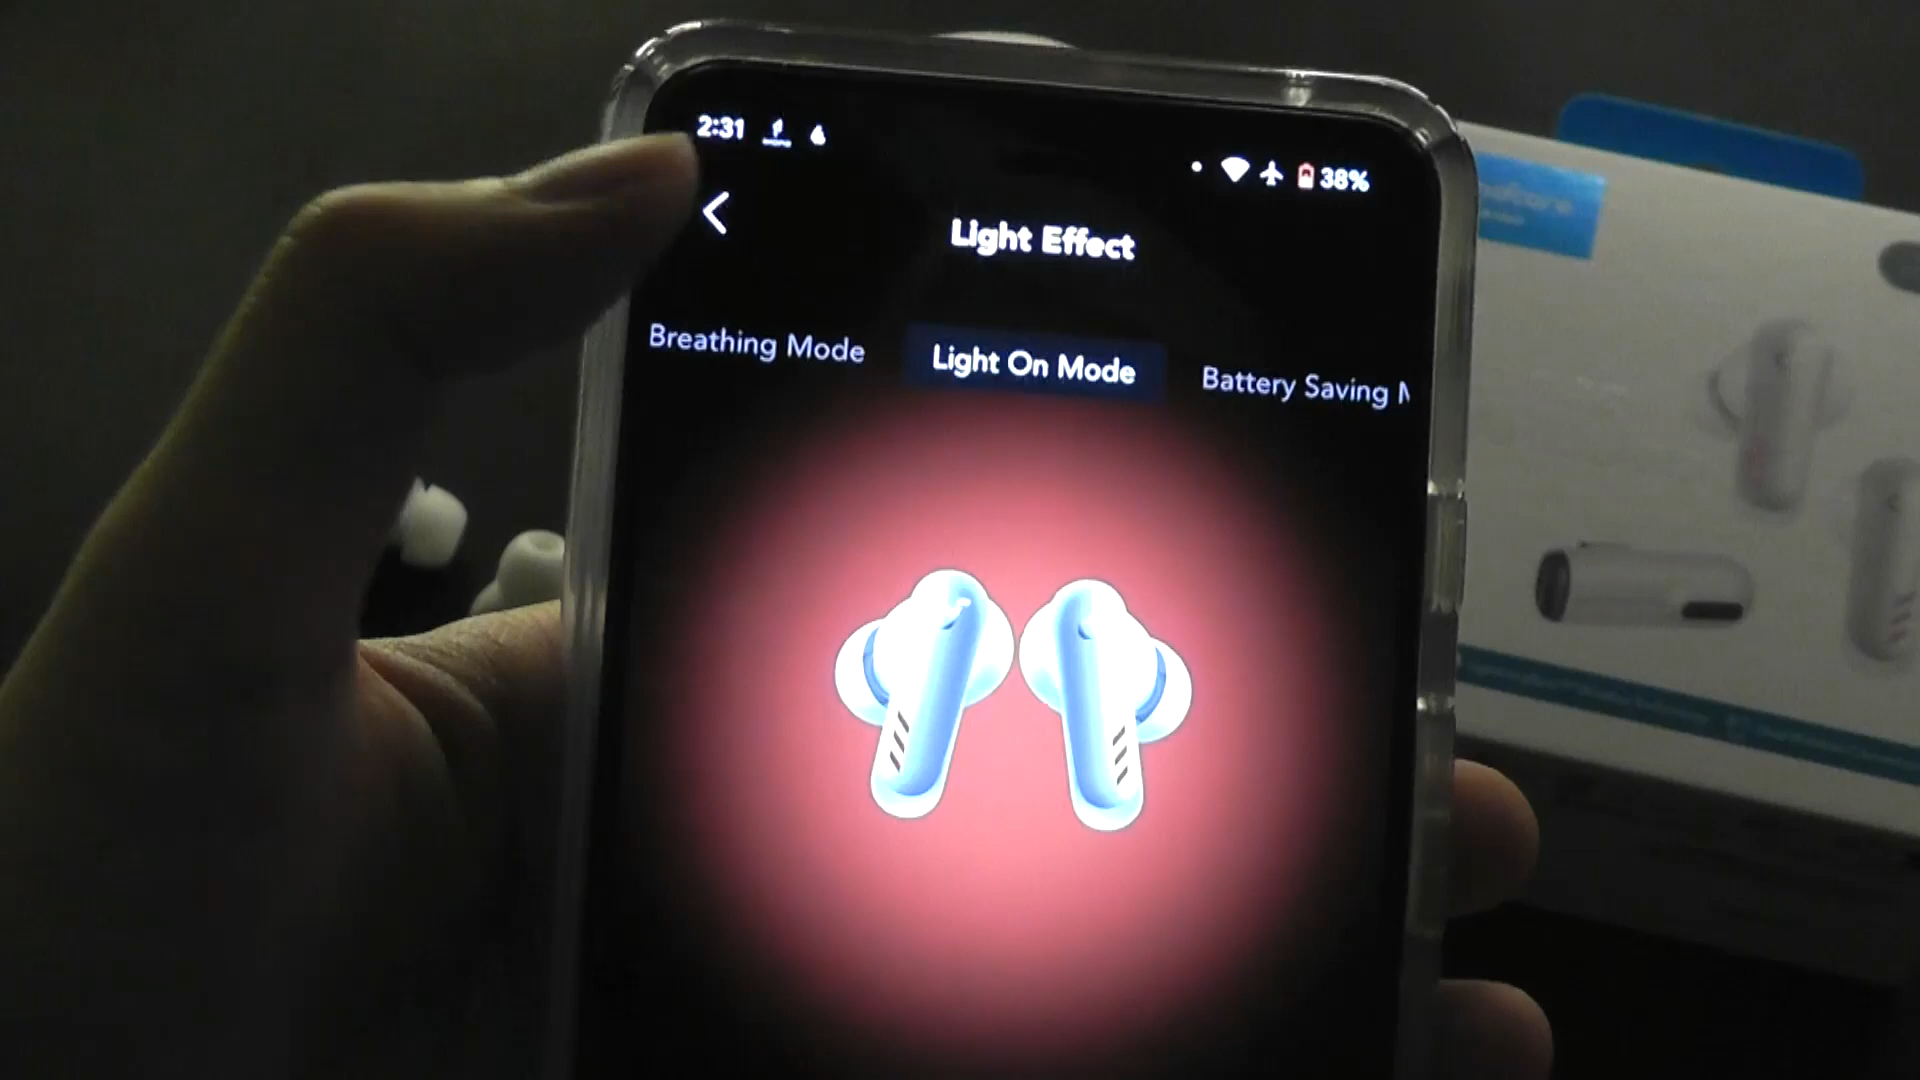 2:31
38%
Light Effect
Breathing Mode
Light On Mode
Battery Saving M